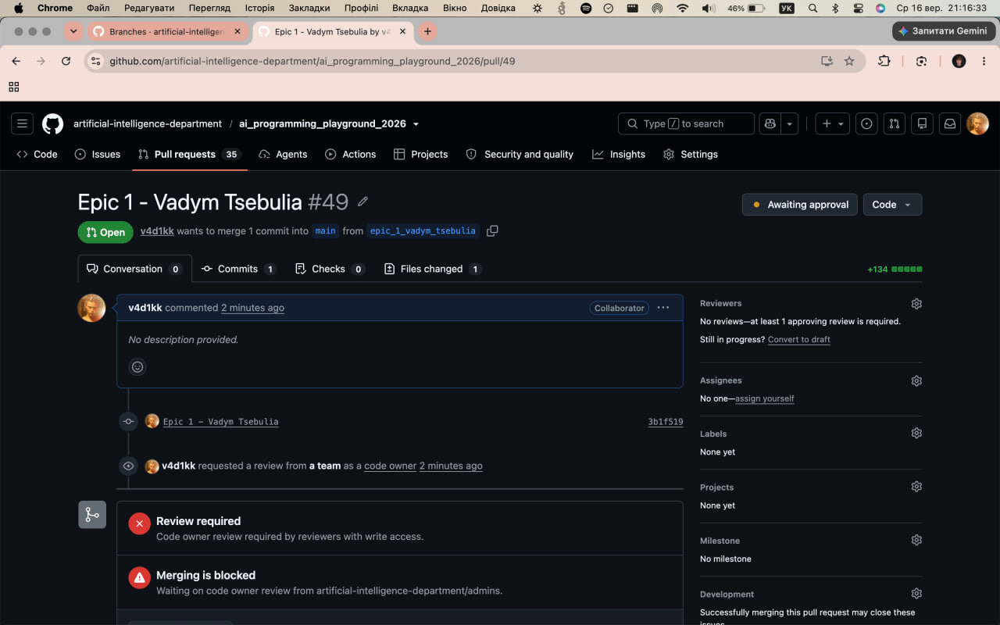 Chrome Файл Редагувати Перегляд Історія Закладки Профілі Вкладка Вікно Довідка 46% УК Ср 16 вер. 21:16:33
Branches · artificial-intelligen
Epic 1 - Vadym Tsebulia by v4
Запитати Gemini
github.com/artificial-intelligence-department/ai_programming_playground_2026/pull/49
artificial-intelligence-department / ai_programming_playground_2026
Type / to search
Code Issues Pull requests 35 Agents Actions Projects Security and quality Insights Settings
Epic 1 - Vadym Tsebulia #49
Awaiting approval Code
Open v4d1kk wants to merge 1 commit into main from epic_1_vadym_tsebulia
Conversation 0 Commits 1 Checks 0 Files changed 1
+134
v4d1kk commented 2 minutes ago Collaborator
No description provided.
Epic 1 - Vadym Tsebulia 3b1f519
v4d1kk requested a review from a team as a code owner 2 minutes ago
Review required
Code owner review required by reviewers with write access.
Merging is blocked
Waiting on code owner review from artificial-intelligence-department/admins.
Reviewers
No reviews—at least 1 approving review is required.
Still in progress? Convert to draft
Assignees
No one—assign yourself
Labels
None yet
Projects
None yet
Milestone
No milestone
Development
Successfully merging this pull request may close these
issues.